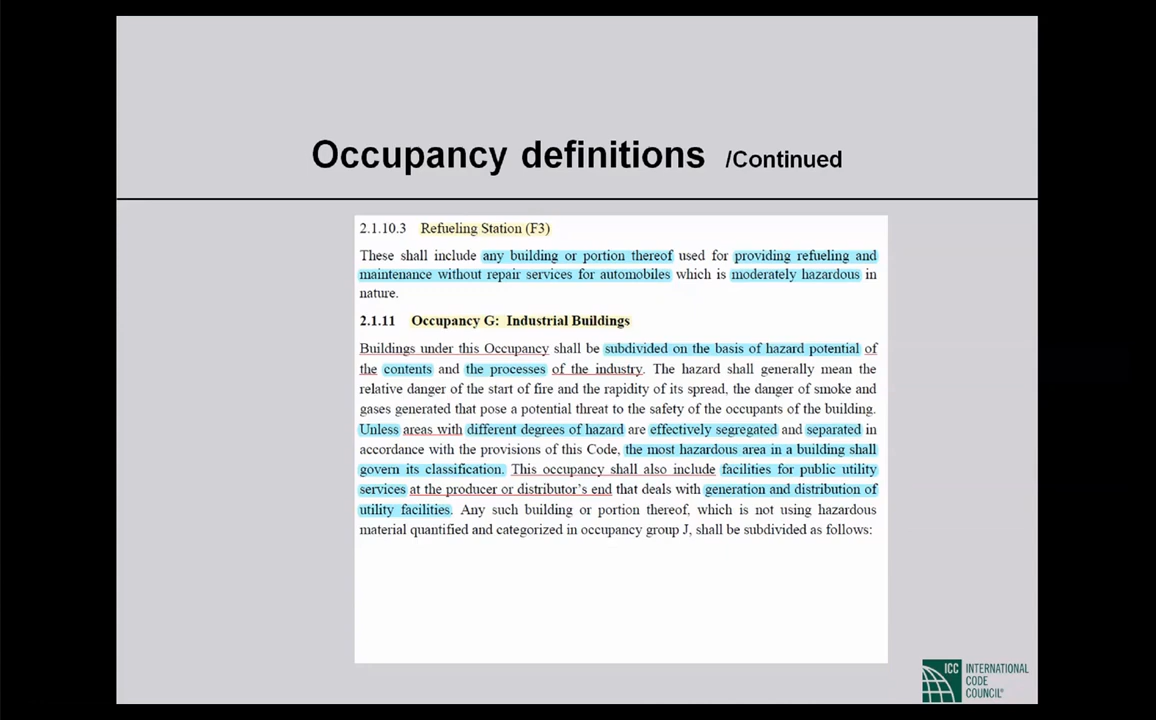 Occupancy definitions /Continued
2.1.10.3 Refueling Station (F3)
These shall include any building or portion thereof used for providing refueling and
maintenance without repair services for automobiles which is moderately hazardous in
nature.
2.1.11 Occupancy G: Industrial Buildings
Buildings under this Occupancy shall be subdivided on the basis of hazard potential of
the contents and the processes of the industry. The hazard shall generally mean the
relative danger of the start of fire and the rapidity of its spread, the danger of smoke and
gases generated that pose a potential threat to the safety of the occupants of the building.
Unless areas with different degrees of hazard are effectively segregated and separated in
accordance with the provisions of this Code, the most hazardous area in a building shall
govern its classification. This occupancy shall also include facilities for public utility
services at the producer or distributor's end that deals with generation and distribution of
utility facilities. Any such building or portion thereof, which is not using hazardous
material quantified and categorized in occupancy group J, shall be subdivided as follows:
ICC INTERNATIONAL
CODE
COUNCIL®